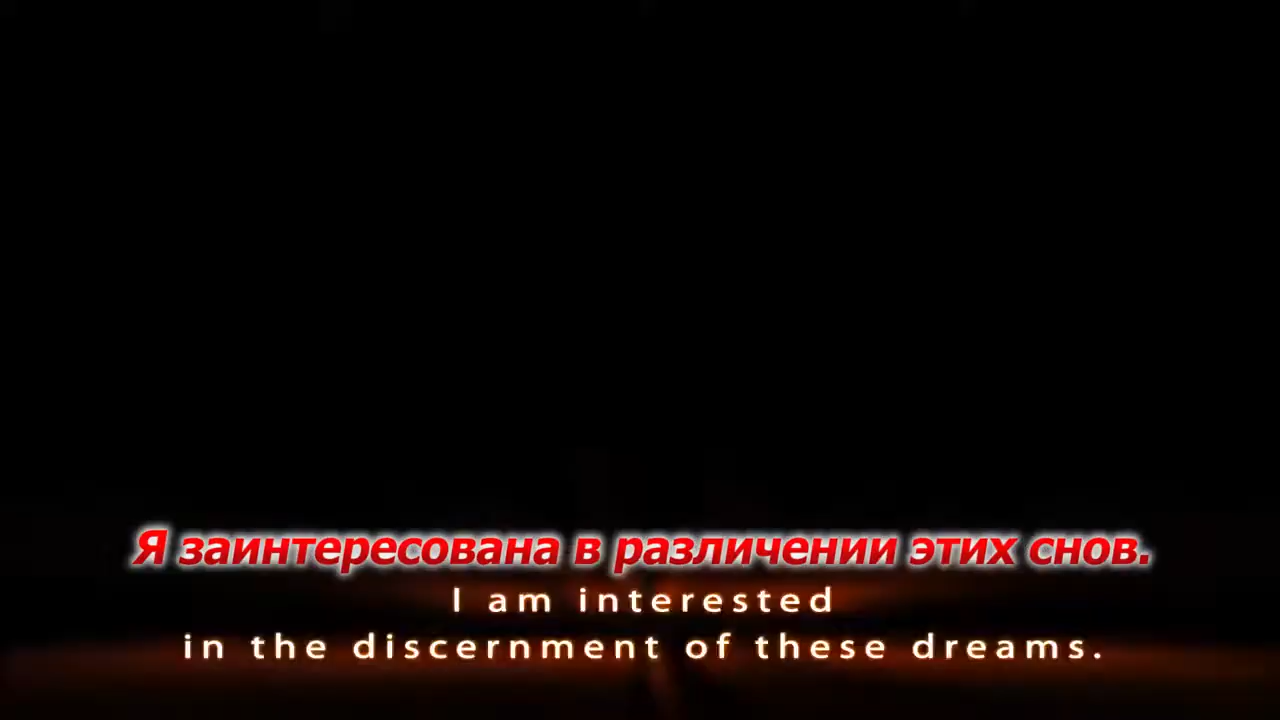 Я заинтересована в различении этих снов.
I am interested
in the discernment of these dreams.